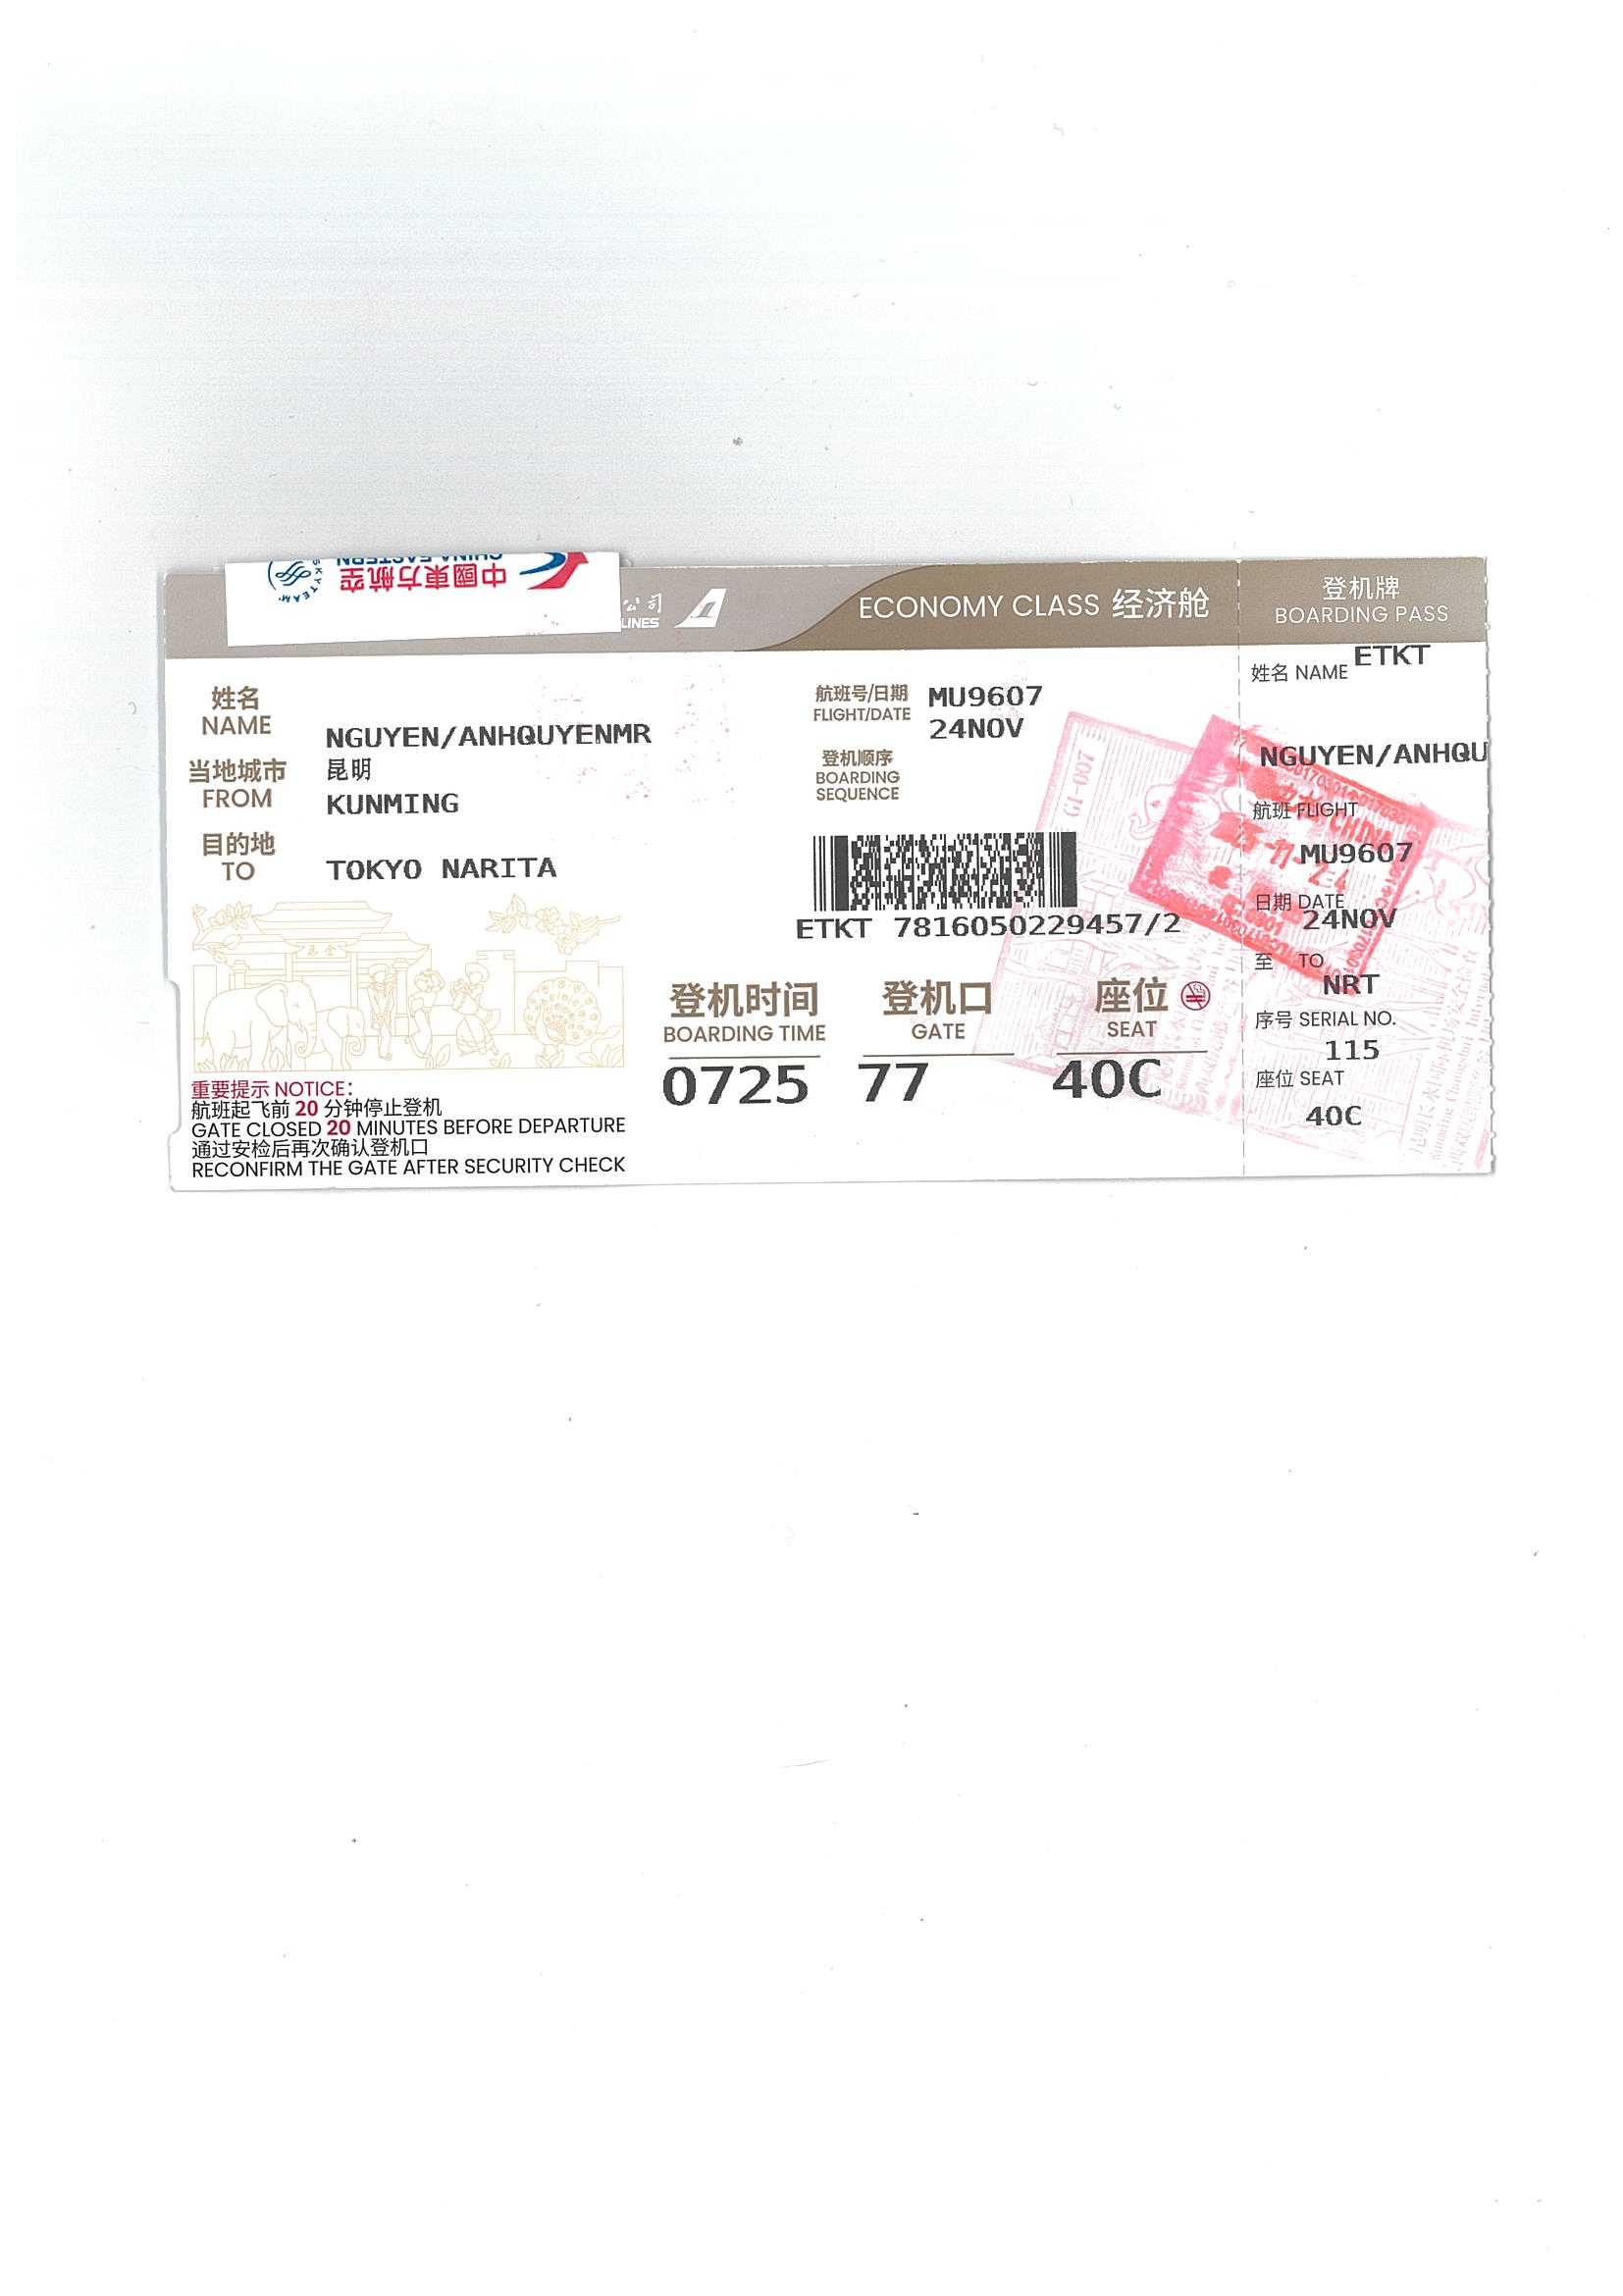 中國東方航空
CHINA EASTERN
SKYTEAM
公司
LINES
ECONOMY CLASS 经济舱
登机牌
BOARDING PASS
姓名
NAME
NGUYEN/ANHQUYENMR
当地城市
FROM
昆明
KUNMING
目的地
TO
TOKYO NARITA
航班号/日期
FLIGHT/DATE
MU9607
24NOV
登机顺序
BOARDING
SEQUENCE
ETKT 7816050229457/2
登机时间
BOARDING TIME
0725
登机口
GATE
77
座位
SEAT
40C
重要提示 NOTICE:
航班起飞前 20 分钟停止登机
GATE CLOSED 20 MINUTES BEFORE DEPARTURE
通过安检后再次确认登机口
RECONFIRM THE GATE AFTER SECURITY CHECK
姓名 NAME ETKT
NGUYEN/ANHQU
航班 FLIGHT
MU9607
日期 DATE
24NOV
至 TO
NRT
序号 SERIAL NO.
115
座位 SEAT
40C
G1-007
CHINA